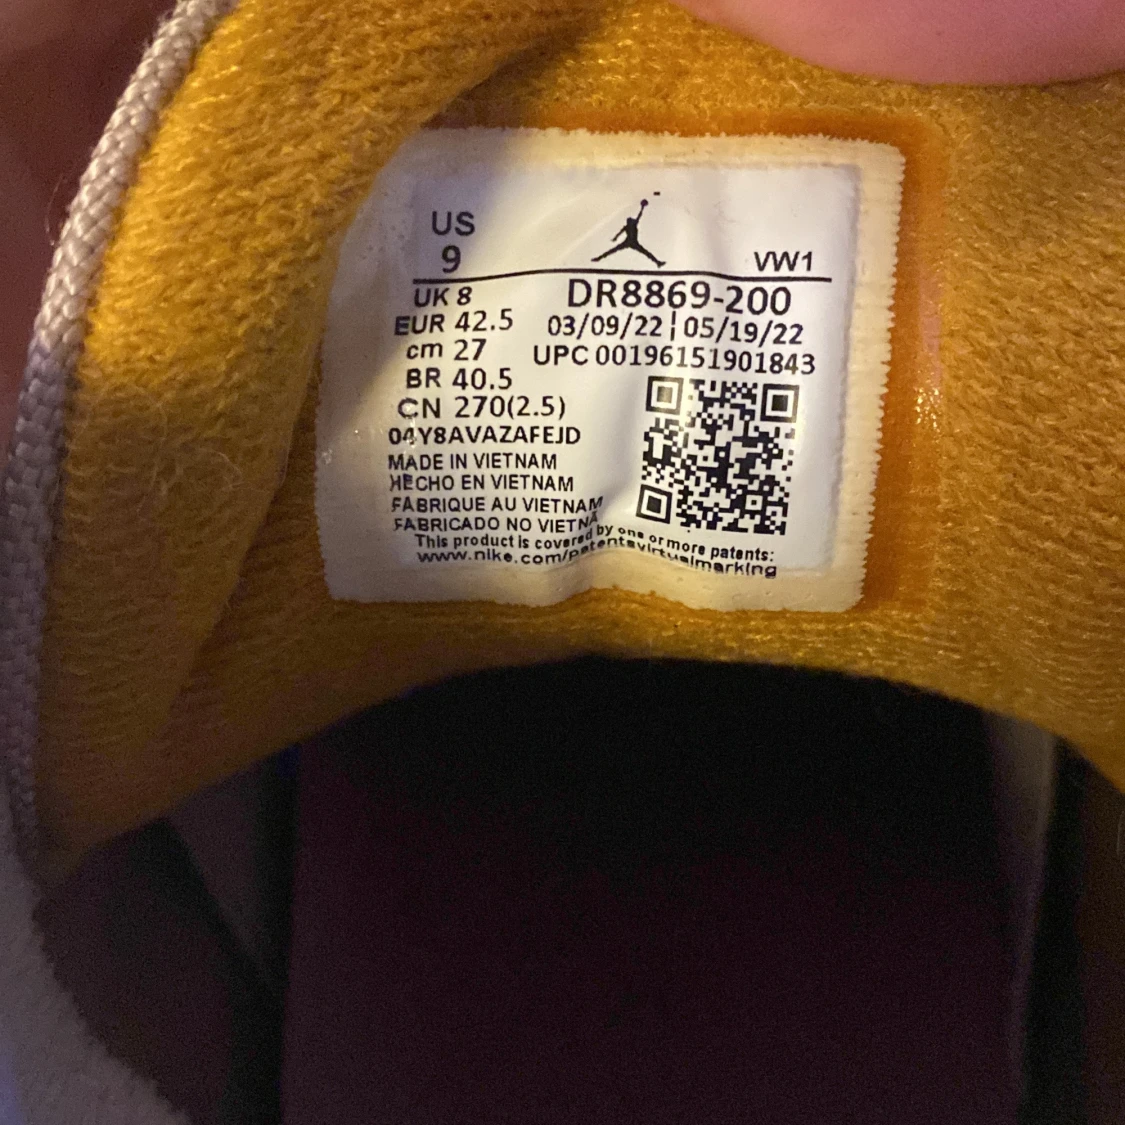 US
9
VW1
UK 8
DR8869-200
EUR 42.5
03/09/22 ¦ 05/19/22
cm 27
UPC 00196151901843
BR 40.5
CN 270(2.5)
04Y8AVAZAFEJD
MADE IN VIETNAM
HECHO EN VIETNAM
FABRIQUE AU VIETNAM
FABRICADO NO VIETNÃ
This product is covered by one or more patents:
www.nike.com/patentsvirtualmarking